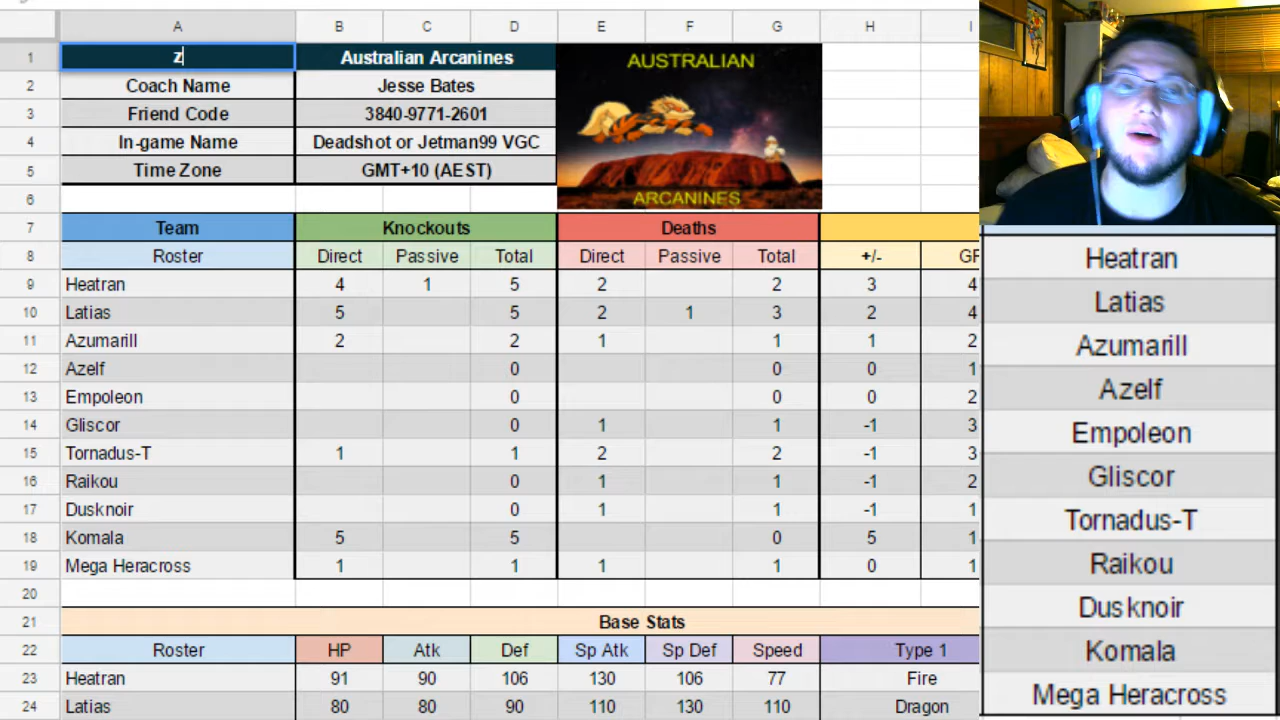 A B C D E F G H I
1 z Australian Arcanines AUSTRALIAN
2 Coach Name Jesse Bates
3 Friend Code 3840-9771-2601
4 In-game Name Deadshot or Jetman99 VGC
5 Time Zone GMT+10 (AEST)
6 ARCANINES
7 Team Knockouts Deaths
8 Roster Direct Passive Total Direct Passive Total +/- GP
9 Heatran 4 1 5 2 2 3 4
10 Latias 5 5 2 1 3 2 4
11 Azumarill 2 2 1 1 1 2
12 Azelf 0 0 0 1
13 Empoleon 0 0 0 2
14 Gliscor 0 1 1 -1 3
15 Tornadus-T 1 1 2 2 -1 3
16 Raikou 0 1 1 -1 2
17 Dusknoir 0 1 1 -1 1
18 Komala 5 5 0 5 1
19 Mega Heracross 1 1 1 1 0 1
20
21 Base Stats
22 Roster HP Atk Def Sp Atk Sp Def Speed Type 1
23 Heatran 91 90 106 130 106 77 Fire
24 Latias 80 80 90 110 130 110 Dragon
Heatran
Latias
Azumarill
Azelf
Empoleon
Gliscor
Tornadus-T
Raikou
Dusknoir
Komala
Mega Heracross